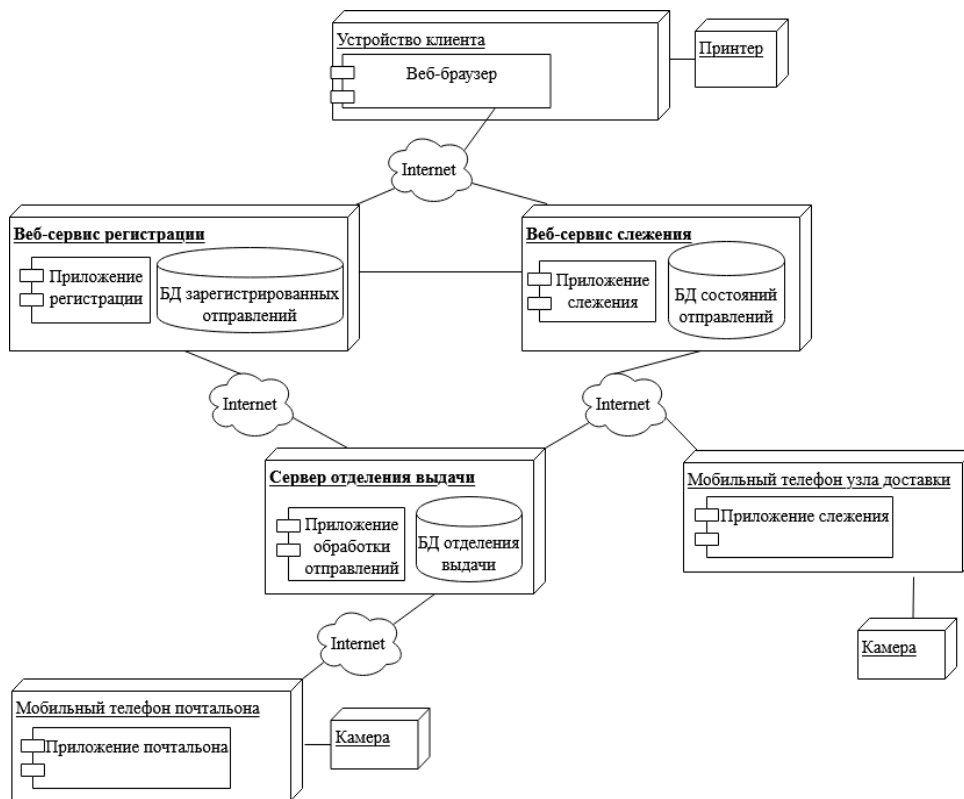 Устройство клиента
Принтер
Веб-браузер
Internet
Веб-сервис регистрации
Веб-сервис слежения
Приложение
регистрации
БД зарегистрированных
отправлений
Приложение
слежения
БД состояний
отправлений
Internet
Internet
Сервер отделения выдачи
Мобильный телефон узла доставки
Приложение
обработки
отправлений
БД отделения
выдачи
Приложение слежения
Internet
Камера
Мобильный телефон почтальона
Приложение почтальона
Камера